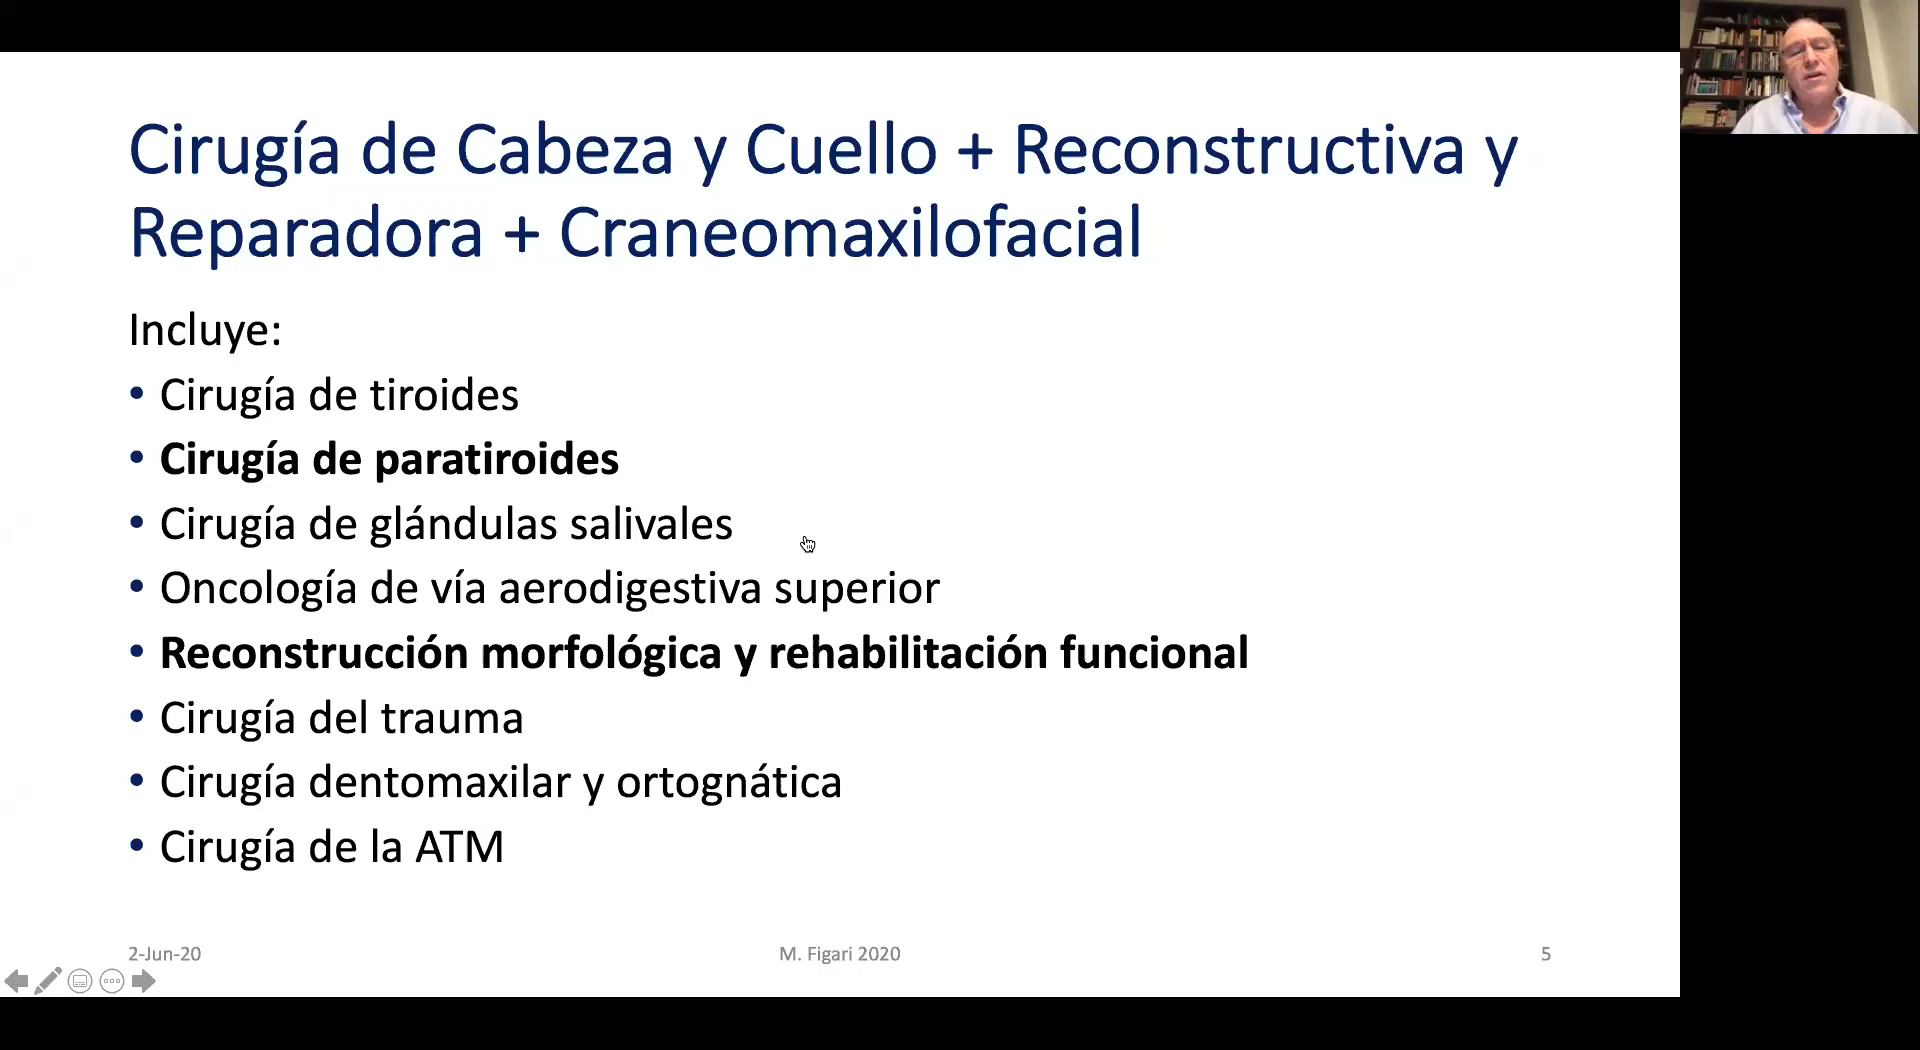 Cirugía de Cabeza y Cuello + Reconstructiva y
Reparadora + Craneomaxilofacial
Incluye:
• Cirugía de tiroides
• Cirugía de paratiroides
• Cirugía de glándulas salivales
• Oncología de vía aerodigestiva superior
• Reconstrucción morfológica y rehabilitación funcional
• Cirugía del trauma
• Cirugía dentomaxilar y ortognática
• Cirugía de la ATM
2-Jun-20
M. Figari 2020
5